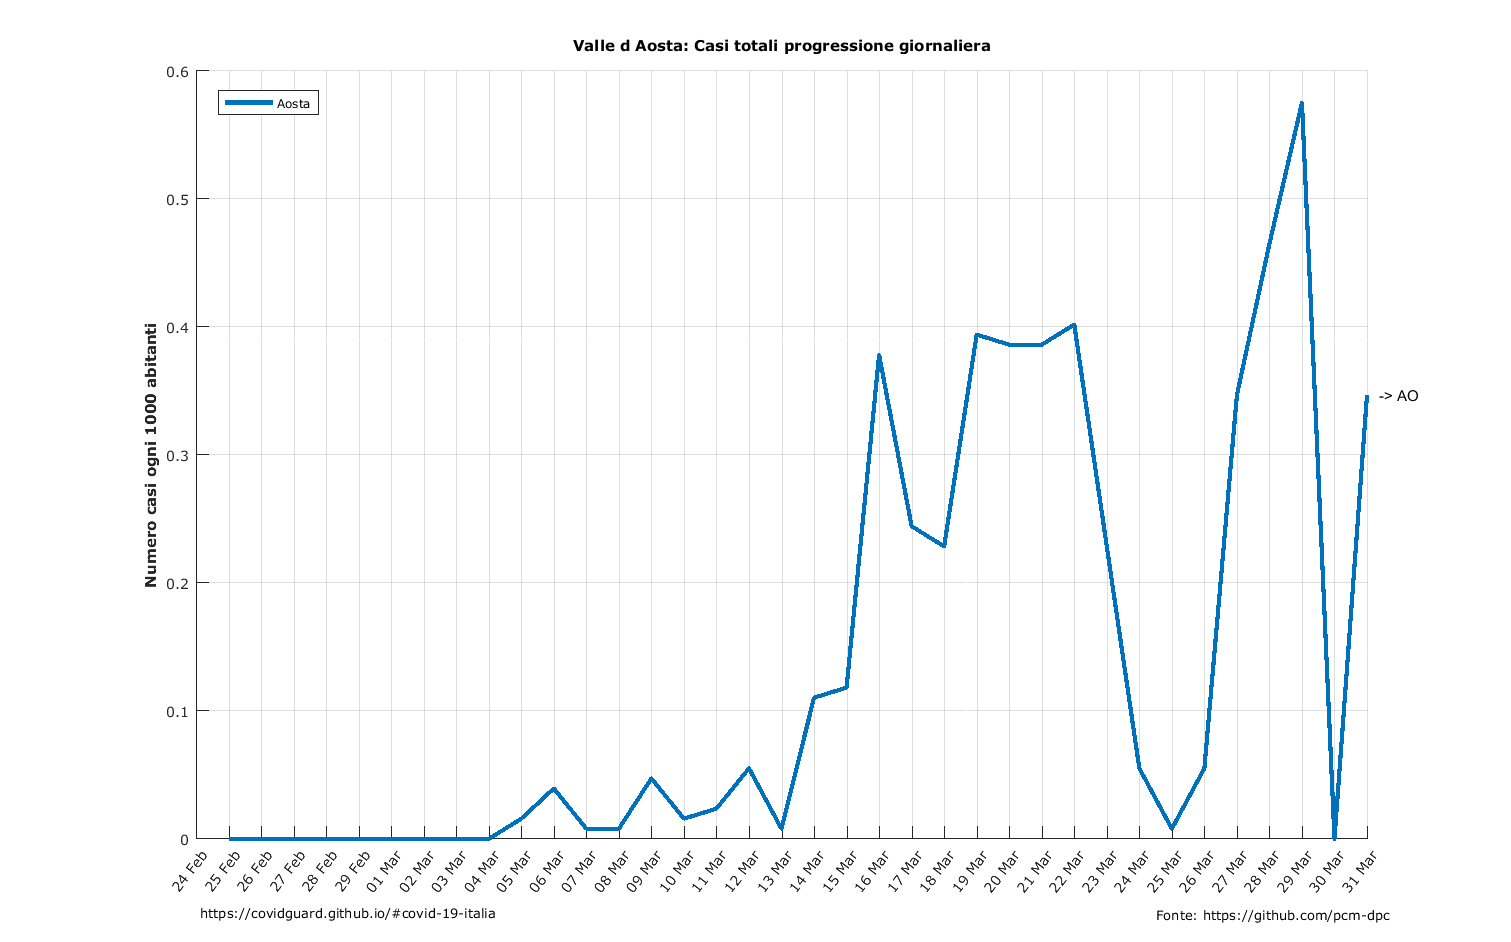 Valle d Aosta: Casi totali progressione giornaliera
Aosta
Numero casi ogni 1000 abitanti
0.6
0.5
0.4
0.3
0.2
0.1
0
-> AO
24 Feb
25 Feb
26 Feb
27 Feb
28 Feb
29 Feb
01 Mar
02 Mar
03 Mar
04 Mar
05 Mar
06 Mar
07 Mar
08 Mar
09 Mar
10 Mar
11 Mar
12 Mar
13 Mar
14 Mar
15 Mar
16 Mar
17 Mar
18 Mar
19 Mar
20 Mar
21 Mar
22 Mar
23 Mar
24 Mar
25 Mar
26 Mar
27 Mar
28 Mar
29 Mar
30 Mar
31 Mar
https://covidguard.github.io/#covid-19-italia
Fonte: https://github.com/pcm-dpc